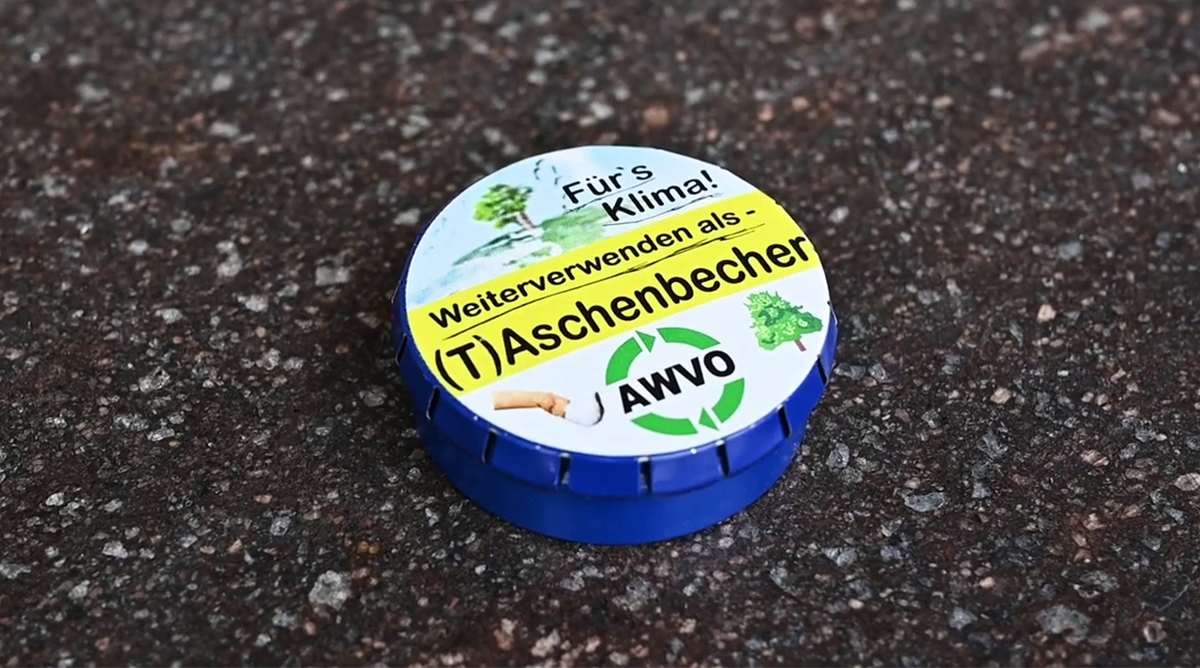 Für`s
Klima!
Weiterverwenden als -
(T)Aschenbecher
AWVO